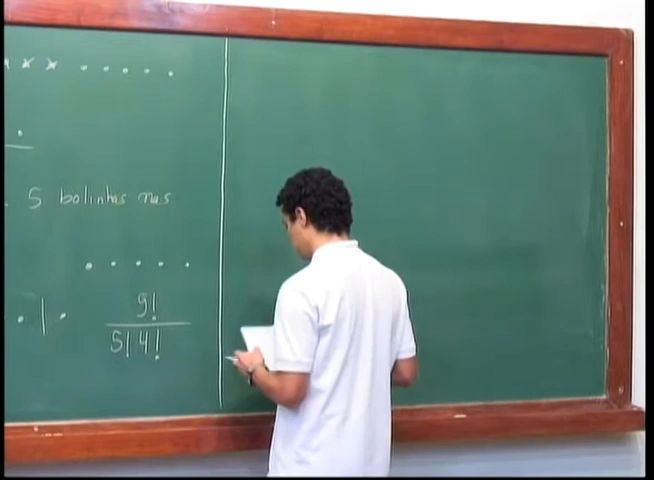 x x . . . . .
.
. 5 bolinhas nas
. . . . .
. | . 9!
5! 4!